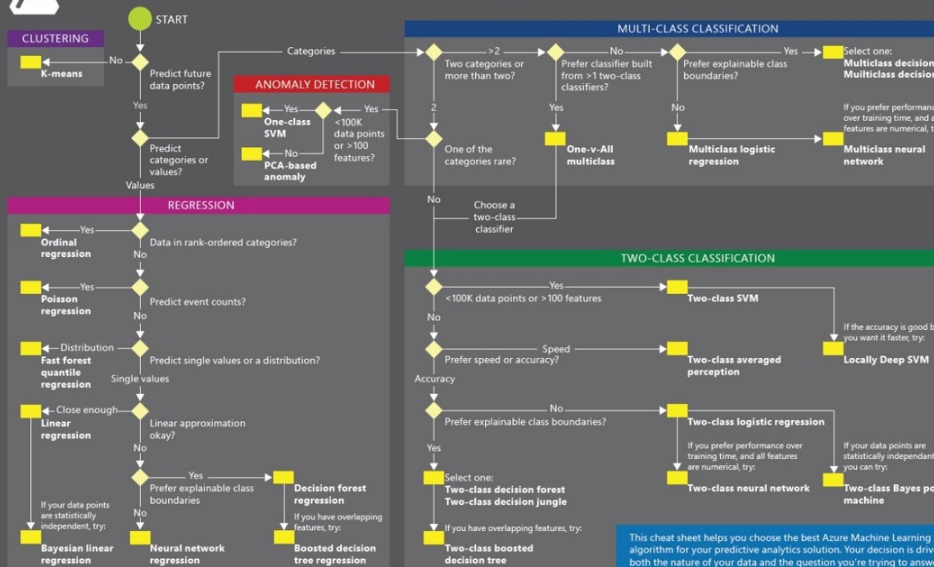 START
CLUSTERING
No
K-means
Predict future
data points?
Yes
Predict
categories or
values?
Categories
Values
ANOMALY DETECTION
Yes
One-class
SVM
No
PCA-based
anomaly
Yes
<100K
data points
or >100
features?
MULTI-CLASS CLASSIFICATION
>2
Two categories or
more than two?
2
One of the
categories rare?
No
No
Prefer classifier built
from >1 two-class
classifiers?
Yes
One-v-All
multiclass
Choose a
two-class
classifier
Yes
Prefer explainable class
boundaries?
No
Multiclass logistic
regression
Select one:
Multiclass decision
Muilticlass decision
If you prefer performanc
over training time, and a
features are numerical, t
Multiclass neural
network
REGRESSION
Yes
Ordinal
regression
Data in rank-ordered categories?
No
Yes
Poisson
regression
Predict event counts?
No
Distribution
Fast forest
quantile
regression
Predict single values or a distribution?
Single values
Close enough
Linear
regression
Linear approximation
okay?
No
Yes
Prefer explainable class
boundaries
No
Decision forest
regression
If you have overlapping
features, try:
Boosted decision
tree regression
If your data points
are statistically
independent, try:
Bayesian linear
regression
Neural network
regression
TWO-CLASS CLASSIFICATION
Yes
<100K data points or >100 features
No
Two-class SVM
If the accuracy is good b
you want it faster, try:
Locally Deep SVM
Speed
Prefer speed or accuracy?
Accuracy
Two-class averaged
perception
No
Prefer explainable class boundaries?
Yes
Two-class logistic regression
If you prefer performance over
training time, and all features
are numerical, try:
Two-class neural network
If your data points are
statistically independant
you can try:
Two-class Bayes po
machine
Select one:
Two-class decision forest
Two-class decision jungle
If you have overlapping features, try:
Two-class boosted
decision tree
This cheat sheet helps you choose the best Azure Machine Learning
algorithm for your predictive analytics solution. Your decision is drive
both the nature of your data and the question you're trying to answe